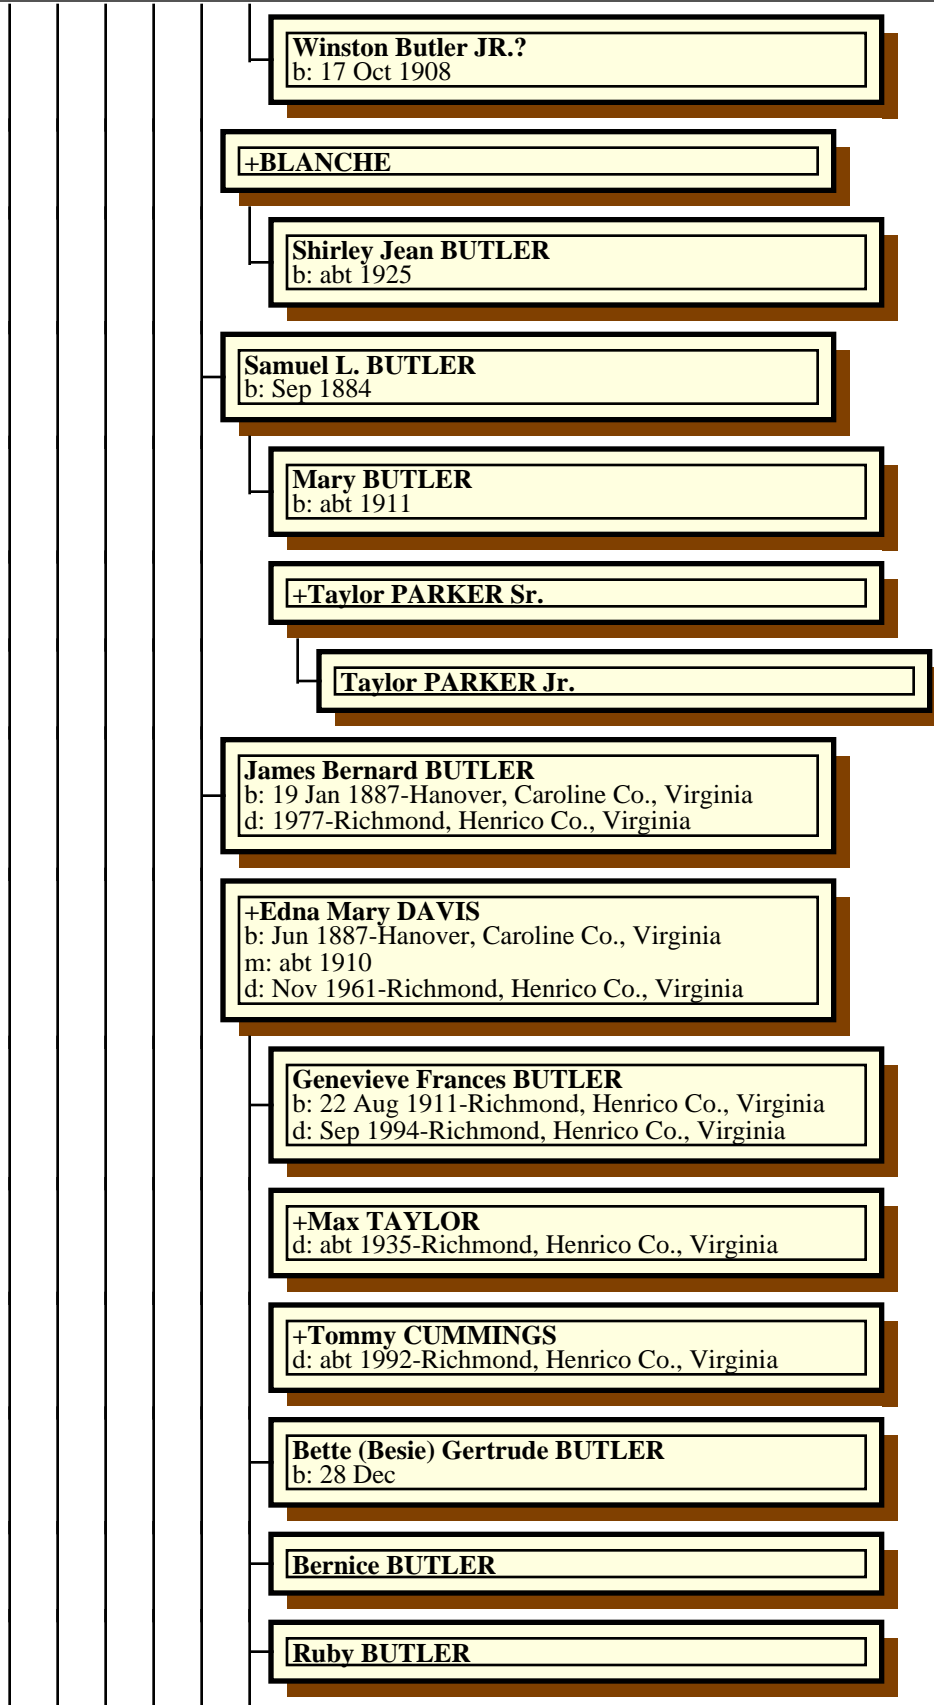 Winston Butler JR.?
b: 17 Oct 1908
+BLANCHE
Shirley Jean BUTLER
b: abt 1925
Samuel L. BUTLER
b: Sep 1884
Mary BUTLER
b: abt 1911
+Taylor PARKER Sr.
Taylor PARKER Jr.
James Bernard BUTLER
b: 19 Jan 1887-Hanover, Caroline Co., Virginia
d: 1977-Richmond, Henrico Co., Virginia
+Edna Mary DAVIS
b: Jun 1887-Hanover, Caroline Co., Virginia
m: abt 1910
d: Nov 1961-Richmond, Henrico Co., Virginia
Genevieve Frances BUTLER
b: 22 Aug 1911-Richmond, Henrico Co., Virginia
d: Sep 1994-Richmond, Henrico Co., Virginia
+Max TAYLOR
d: abt 1935-Richmond, Henrico Co., Virginia
+Tommy CUMMINGS
d: abt 1992-Richmond, Henrico Co., Virginia
Bette (Besie) Gertrude BUTLER
b: 28 Dec
Bernice BUTLER
Ruby BUTLER